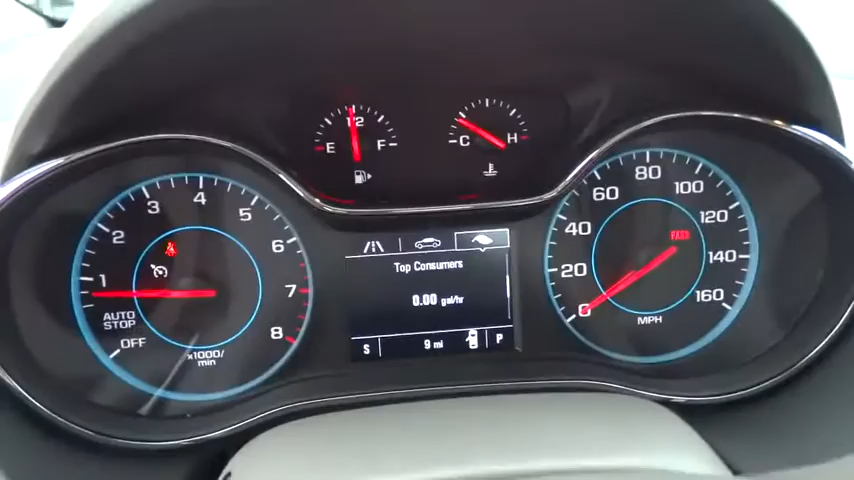 E 1/2 F
C H
1 2 3 4 5 6 7 8
AUTO
STOP
OFF
x1000/
min
Top Consumers
0.00 gal/hr
S 9 mi P
0 20 40 60 80 100 120 140 160
MPH